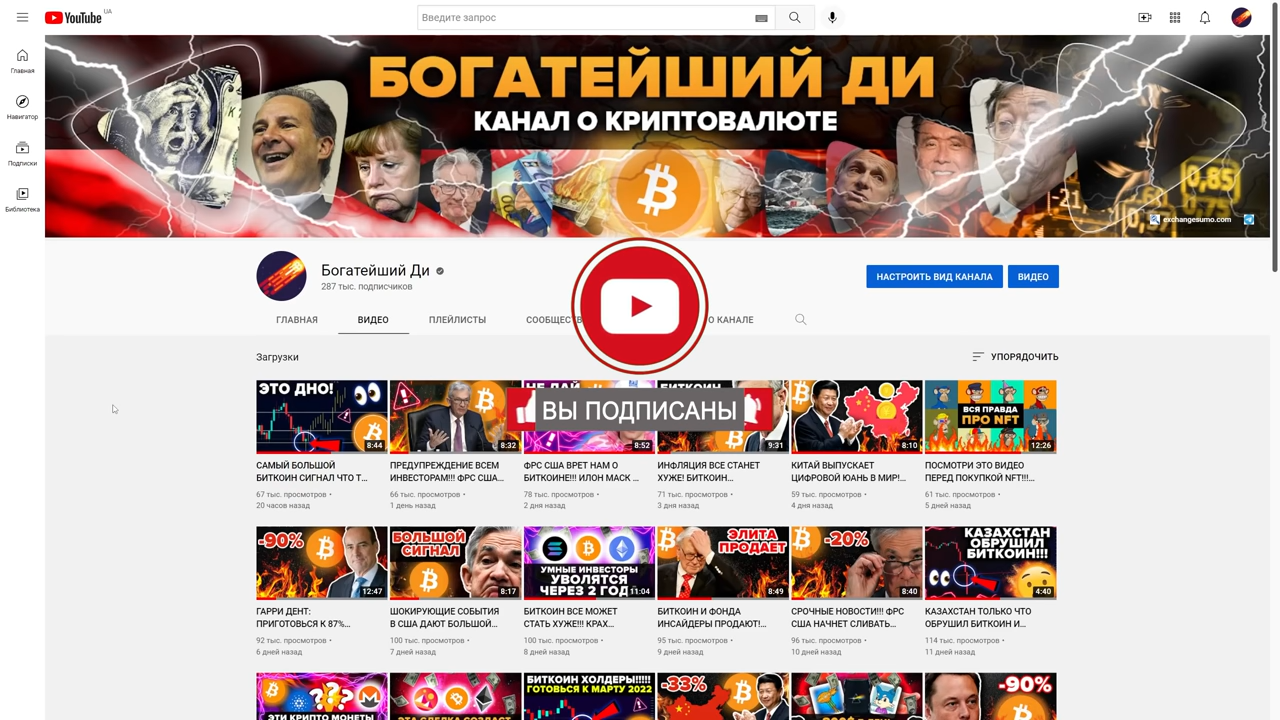 YouTube UA
Введите запрос
Главная
Навигатор
Подписки
Библиотека
БОГАТЕЙШИЙ ДИ
КАНАЛ О КРИПТОВАЛЮТЕ
0,85
exchangesumo.com
Богатейший Ди
287 тыс. подписчиков
НАСТРОИТЬ ВИД КАНАЛА
ВИДЕО
ГЛАВНАЯ
ВИДЕО
ПЛЕЙЛИСТЫ
СООБЩЕСТВ
О КАНАЛЕ
Загрузки
УПОРЯДОЧИТЬ
ВЫ ПОДПИСАНЫ
ЭТО ДНО!
8:44
8:32
НЕ ДАЙ
8:52
БИТКОИН
9:31
8:10
ВСЯ ПРАВДА
ПРО NFT
12:26
САМЫЙ БОЛЬШОЙ
БИТКОИН СИГНАЛ ЧТО Т...
67 тыс. просмотров •
20 часов назад
ПРЕДУПРЕЖДЕНИЕ ВСЕМ
ИНВЕСТОРАМ!!! ФРС США...
66 тыс. просмотров •
1 день назад
ФРС США ВРЕТ НАМ О
БИТКОИНЕ!!! ИЛОН МАСК ...
78 тыс. просмотров •
2 дня назад
ИНФЛЯЦИЯ ВСЕ СТАНЕТ
ХУЖЕ! БИТКОИН...
71 тыс. просмотров •
3 дня назад
КИТАЙ ВЫПУСКАЕТ
ЦИФРОВОЙ ЮАНЬ В МИР!...
59 тыс. просмотров •
4 дня назад
ПОСМОТРИ ЭТО ВИДЕО
ПЕРЕД ПОКУПКОЙ NFT!!!...
61 тыс. просмотров •
5 дней назад
-90%
12:47
БОЛЬШОЙ
СИГНАЛ
8:17
УМНЫЕ ИНВЕСТОРЫ
УВОЛЯТСЯ
ЧЕРЕЗ 2 ГОД
11:04
ЭЛИТА
ПРОДАЕТ
8:49
-20%
8:40
КАЗАХСТАН
ОБРУШИЛ
БИТКОИН!!!
4:40
ГАРРИ ДЕНТ:
ПРИГОТОВЬСЯ К 87%...
92 тыс. просмотров •
6 дней назад
ШОКИРУЮЩИЕ СОБЫТИЯ
В США ДАЮТ БОЛЬШОЙ...
100 тыс. просмотров •
7 дней назад
БИТКОИН ВСЕ МОЖЕТ
СТАТЬ ХУЖЕ!!! КРАХ...
100 тыс. просмотров •
8 дней назад
БИТКОИН И ФОНДА
ИНСАЙДЕРЫ ПРОДАЮТ!...
95 тыс. просмотров •
9 дней назад
СРОЧНЫЕ НОВОСТИ!!! ФРС
США НАЧНЕТ СЛИВАТЬ...
96 тыс. просмотров •
10 дней назад
КАЗАХСТАН ТОЛЬКО ЧТО
ОБРУШИЛ БИТКОИН И...
114 тыс. просмотров •
11 дней назад
ЭТИ КРИПТО МОНЕТЫ
БИТКОИН ХОЛДЕРЫ!!!!!
ГОТОВЬСЯ К МАРТУ 2022
-33%
-90%